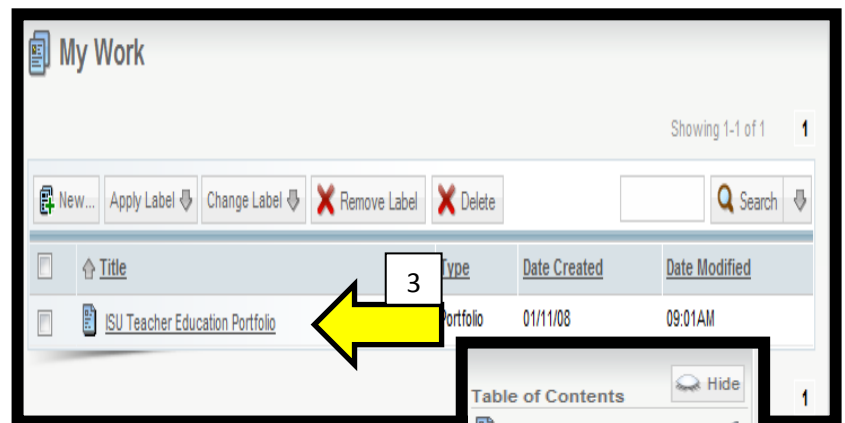 My Work
Showing 1-1 of 1 1
New... Apply Label Change Label Remove Label Delete Search
Title Type Date Created Date Modified
3
ISU Teacher Education Portfolio Portfolio 01/11/08 09:01AM
Hide
Table of Contents
1